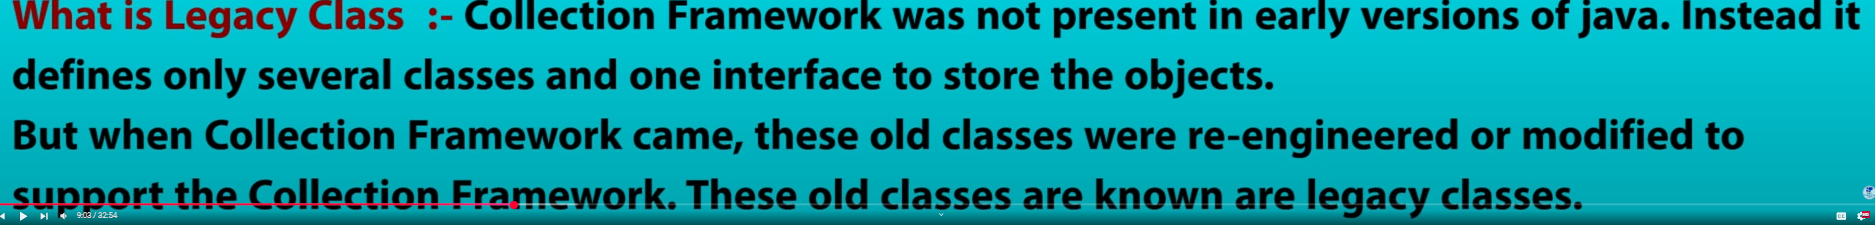 What is Legacy Class :- Collection Framework was not present in early versions of java. Instead it
defines only several classes and one interface to store the objects.
But when Collection Framework came, these old classes were re-engineered or modified to
support the Collection Framework. These old classes are known are legacy classes.
9:03 / 32:54